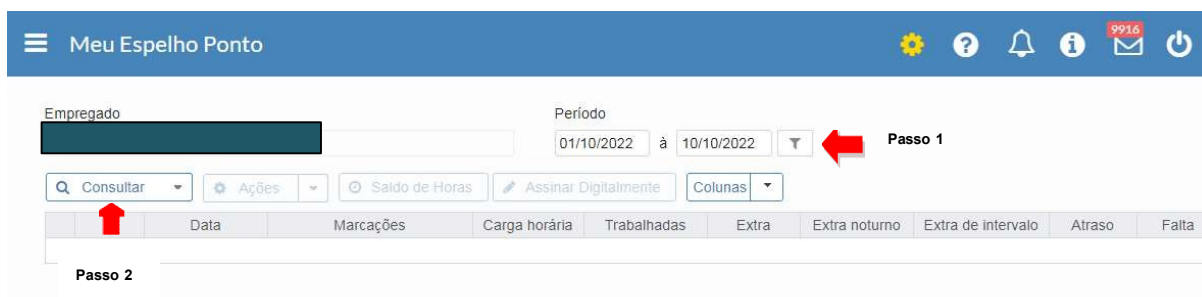 Meu Espelho Ponto
9916
Empregado
Período
01/10/2022 à 10/10/2022
Passo 1
Consultar Ações Saldo de Horas Assinar Digitalmente Colunas
Data Marcações Carga horária Trabalhadas Extra Extra noturno Extra de intervalo Atraso Falta
Passo 2